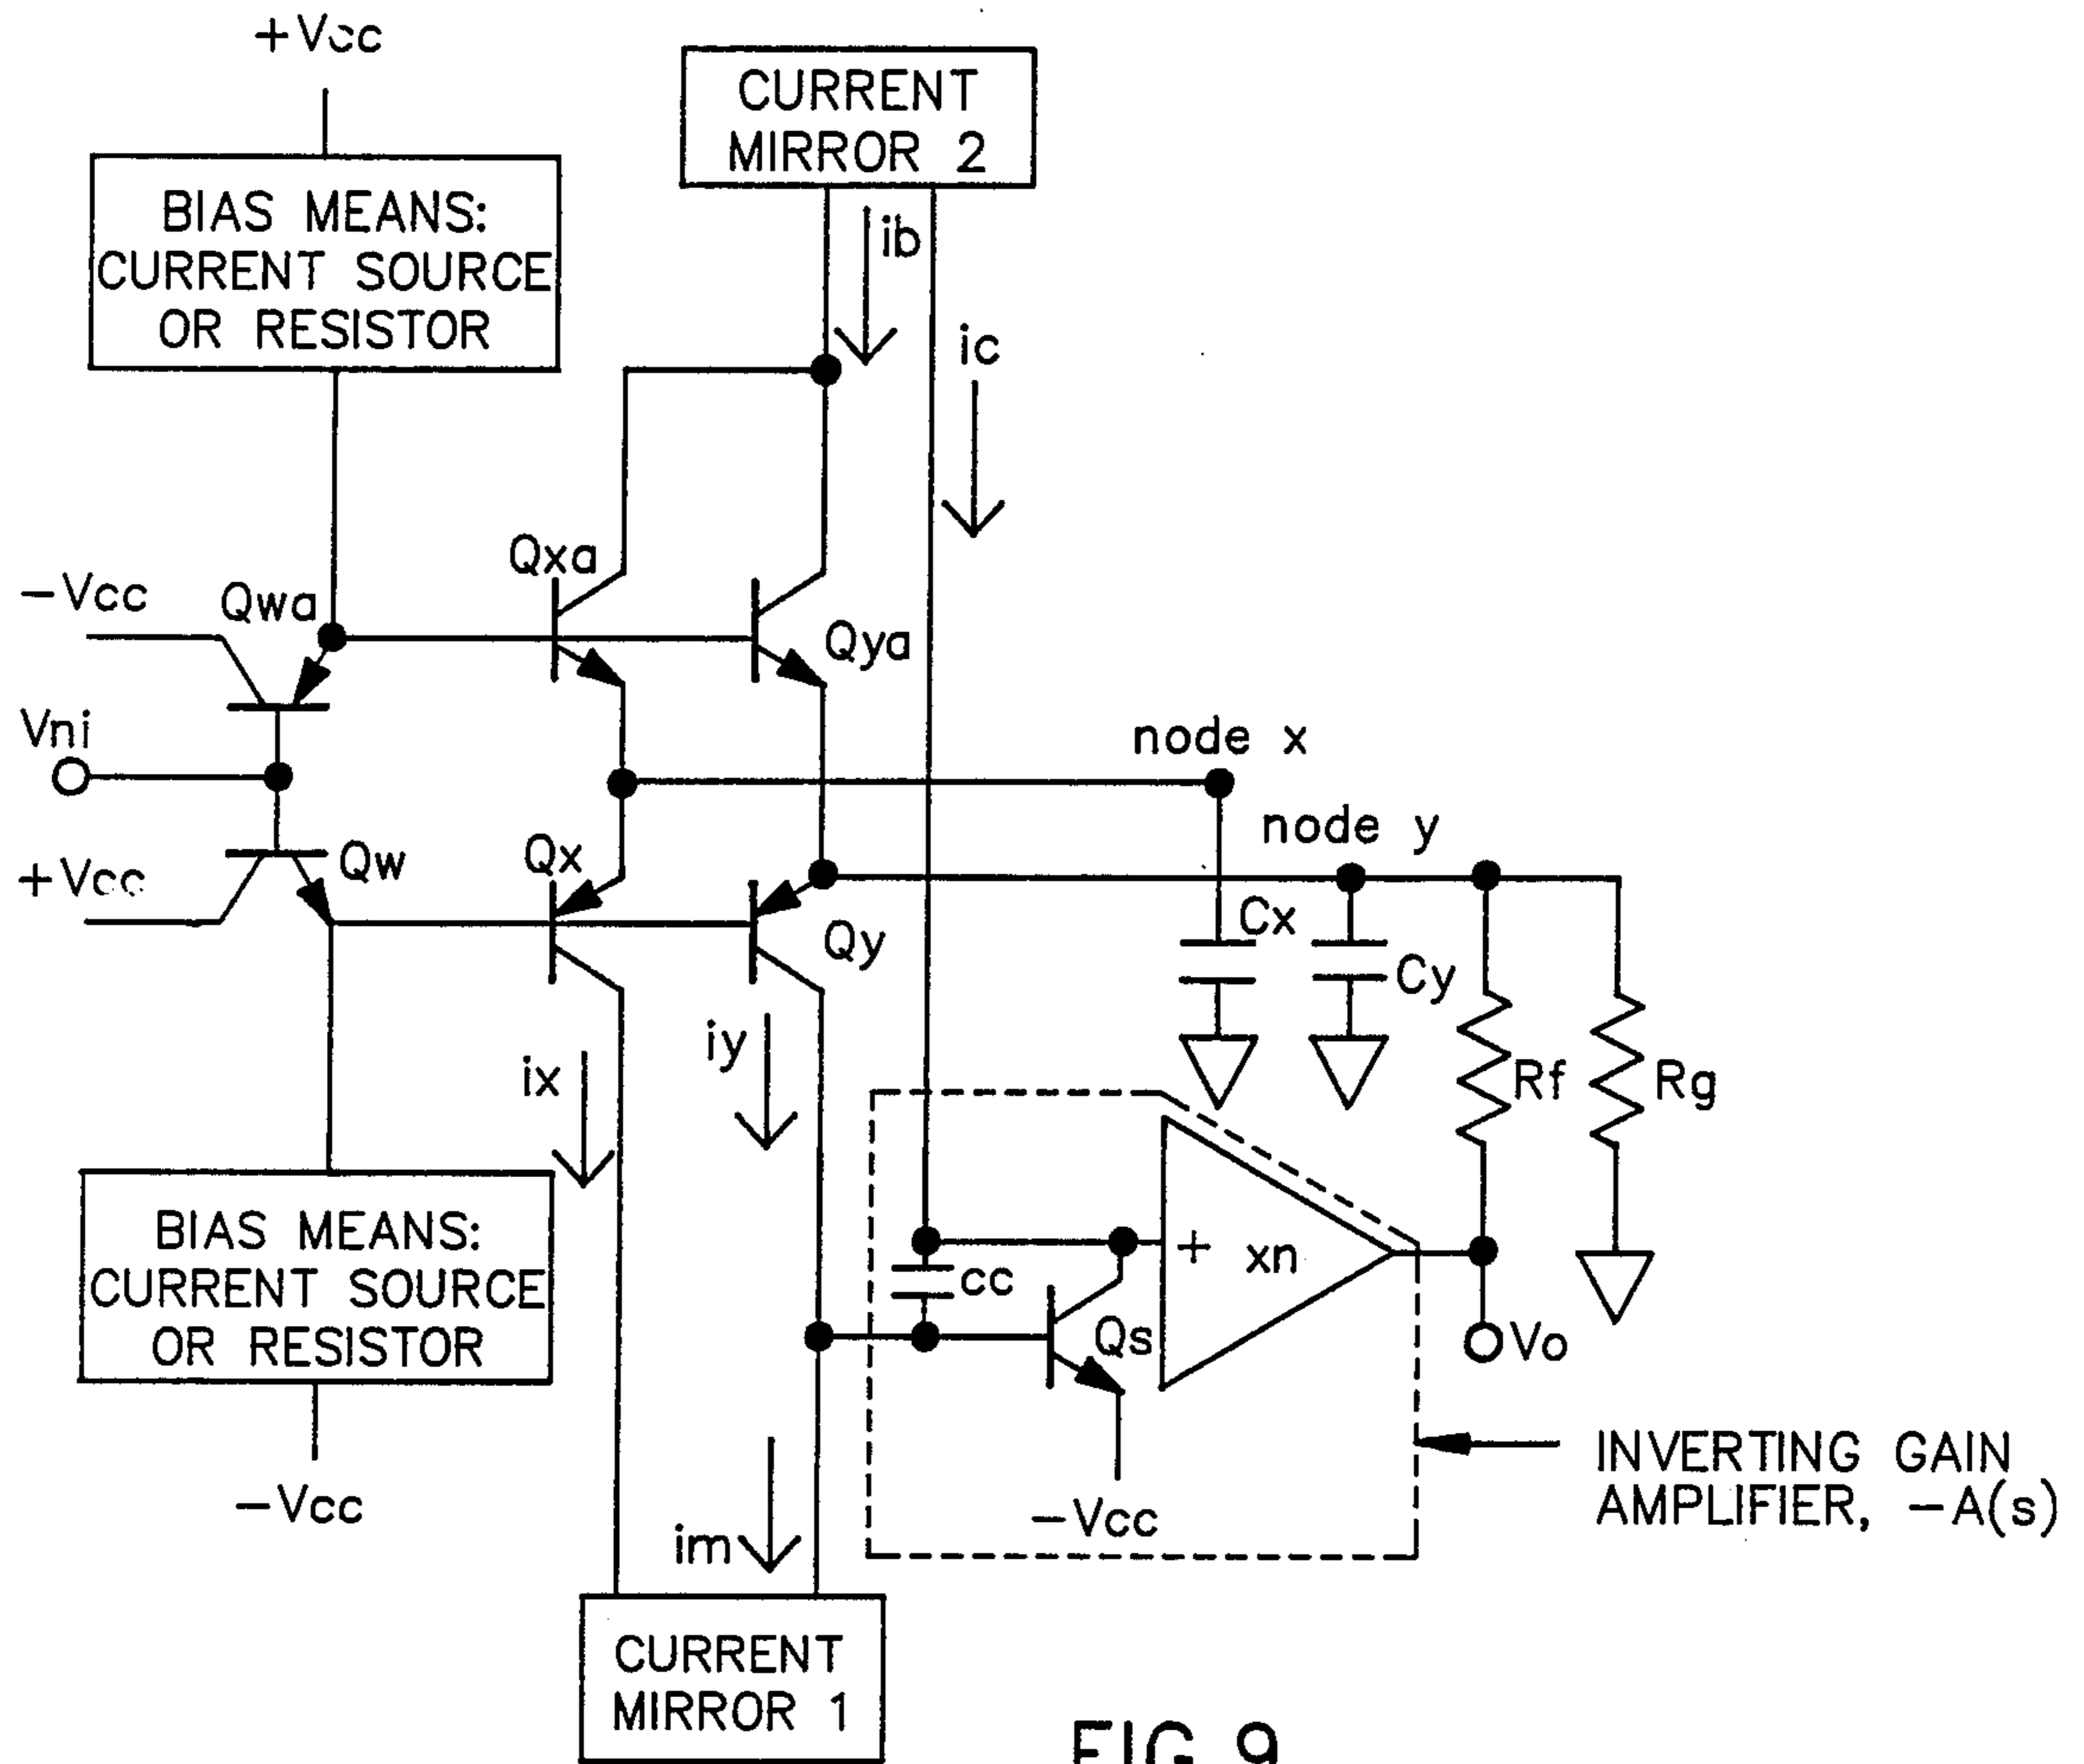 +Vcc
CURRENT
MIRROR 2
BIAS MEANS:
CURRENT SOURCE
OR RESISTOR
ib
ic
Qxa
-Vcc
Qwa
Qya
Vni
node x
node y
Qx
Qw
+Vcc
Cx
Qy
Cy
iy
ix
Rf
Rg
BIAS MEANS:
CURRENT SOURCE
OR RESISTOR
+ xn
cc
Qs
Vo
INVERTING GAIN
AMPLIFIER, -A(s)
-Vcc
-Vcc
im
CURRENT
MIRROR 1
FIG 9